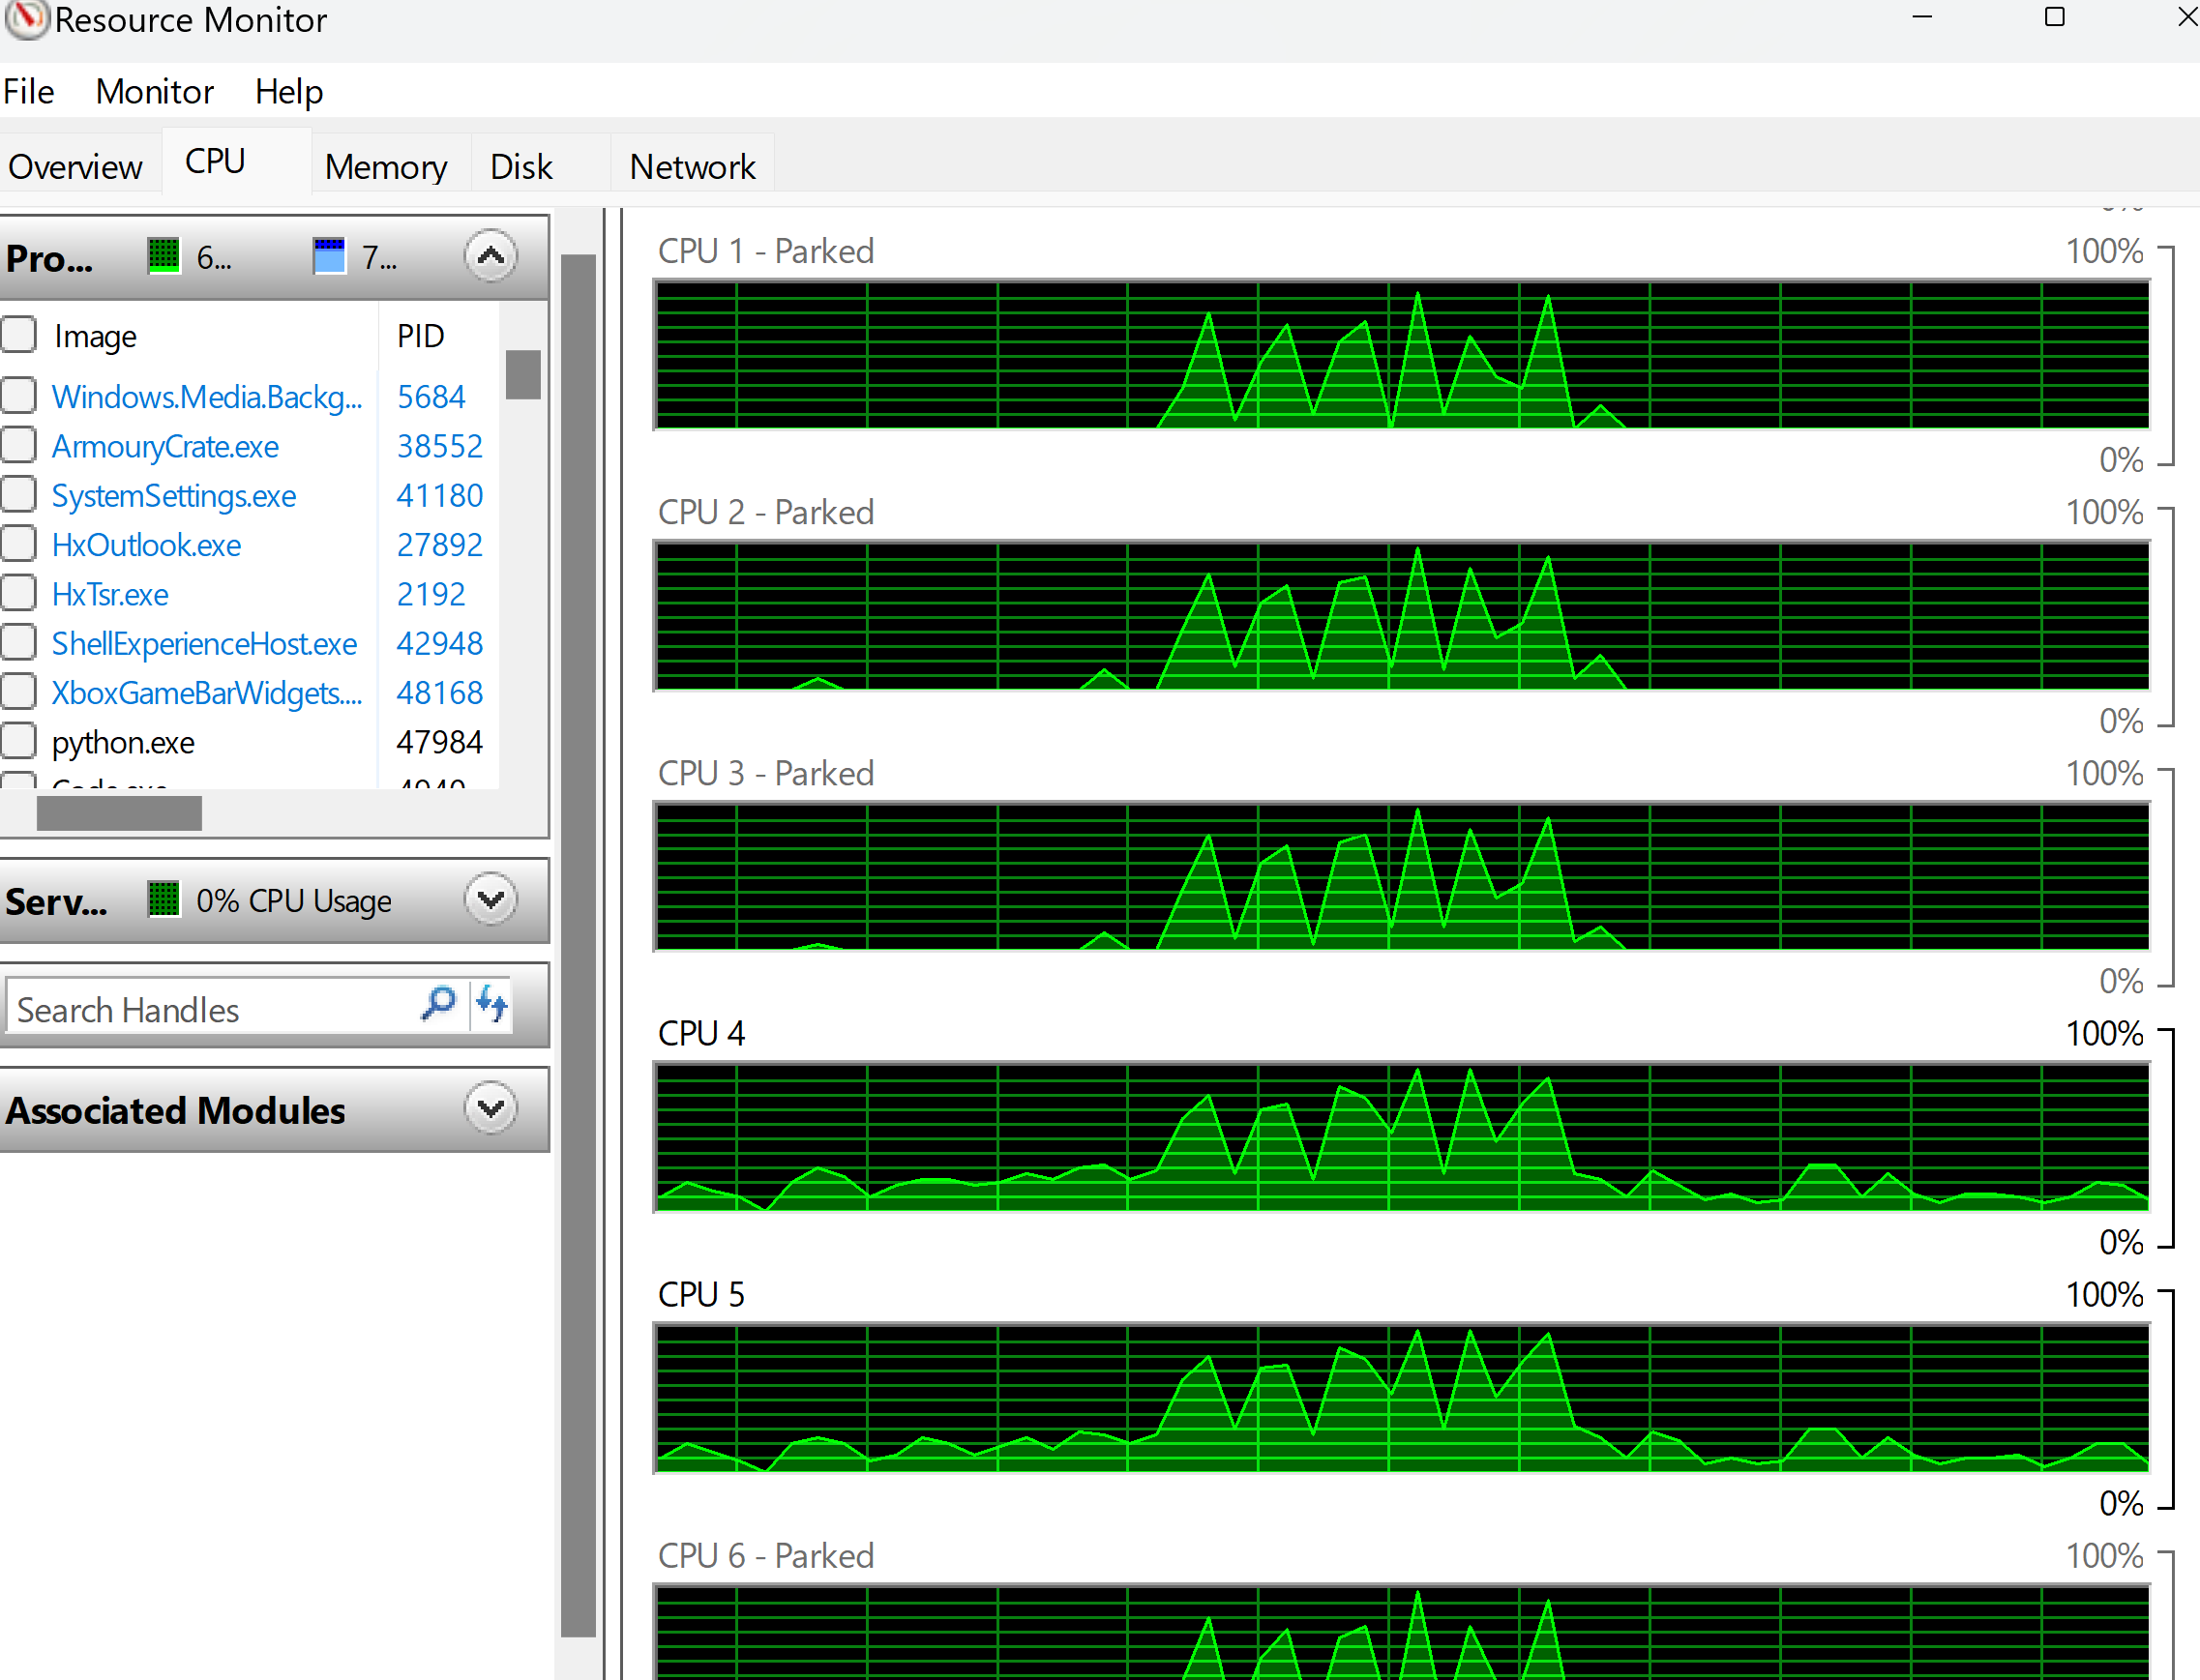 Resource Monitor
File Monitor Help
Overview CPU Memory Disk Network
Pro... 6... 7...
Image PID
Windows.Media.Backg... 5684
ArmouryCrate.exe 38552
SystemSettings.exe 41180
HxOutlook.exe 27892
HxTsr.exe 2192
ShellExperienceHost.exe 42948
XboxGameBarWidgets.... 48168
python.exe 47984
Serv... 0% CPU Usage
Search Handles
Associated Modules
CPU 1 - Parked 100%
0%
CPU 2 - Parked 100%
0%
CPU 3 - Parked 100%
0%
CPU 4 100%
0%
CPU 5 100%
0%
CPU 6 - Parked 100%